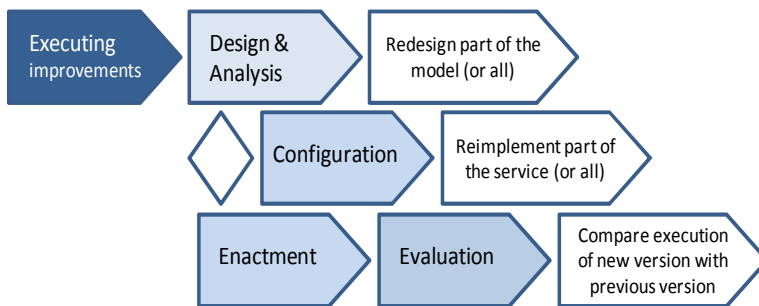 Executing
improvements
Design &
Analysis
Redesign part of the
model (or all)
Configuration
Reimplement part of
the service (or all)
Enactment
Evaluation
Compare execution
of new version with
previous version